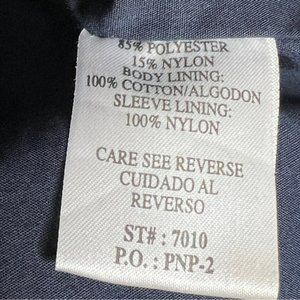 85% POLYESTER
15% NYLON
BODY LINING:
100% COTTON/ALGODON
SLEEVE LINING:
100% NYLON
CARE SEE REVERSE
CUIDADO AL
REVERSO
ST# : 7010
P.O. : PNP-2